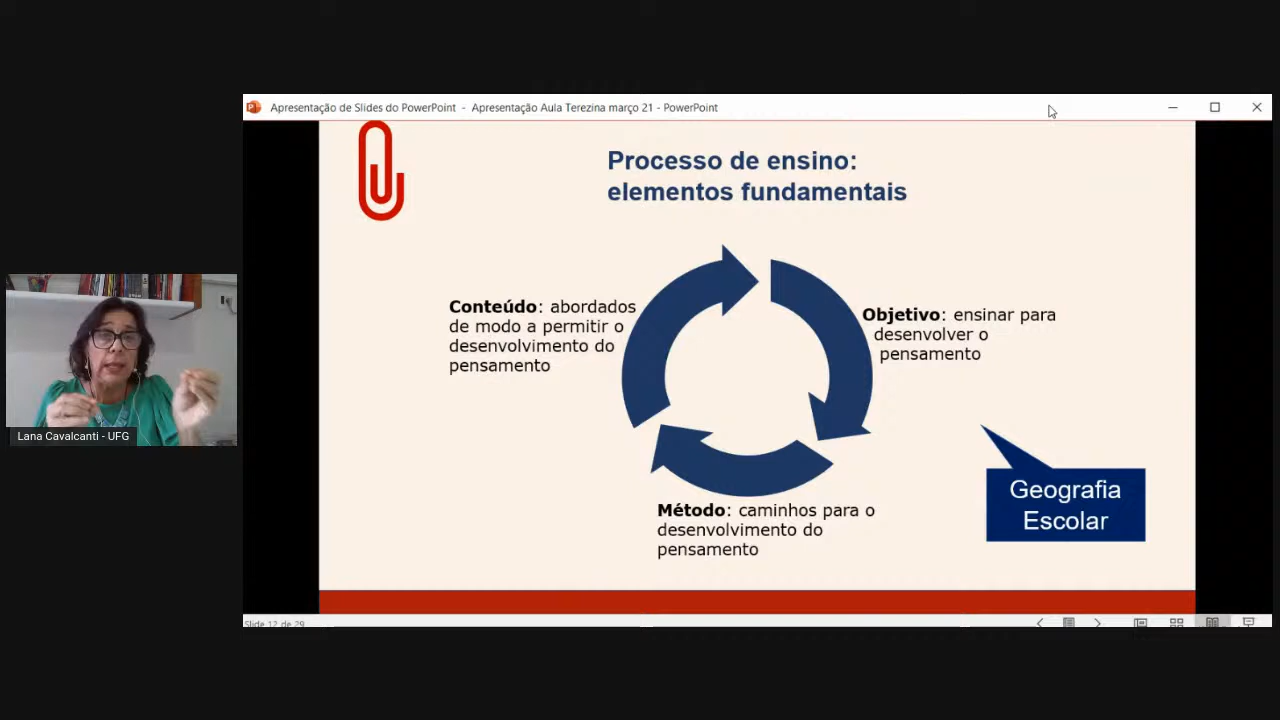 Apresentação de Slides do PowerPoint - Apresentação Aula Terezina março 21 - PowerPoint
Processo de ensino:
elementos fundamentais
Conteúdo: abordados
de modo a permitir o
desenvolvimento do
pensamento
Objetivo: ensinar para
desenvolver o
pensamento
Método: caminhos para o
desenvolvimento do
pensamento
Geografia
Escolar
Lana Cavalcanti - UFG
Slide 12 de 29